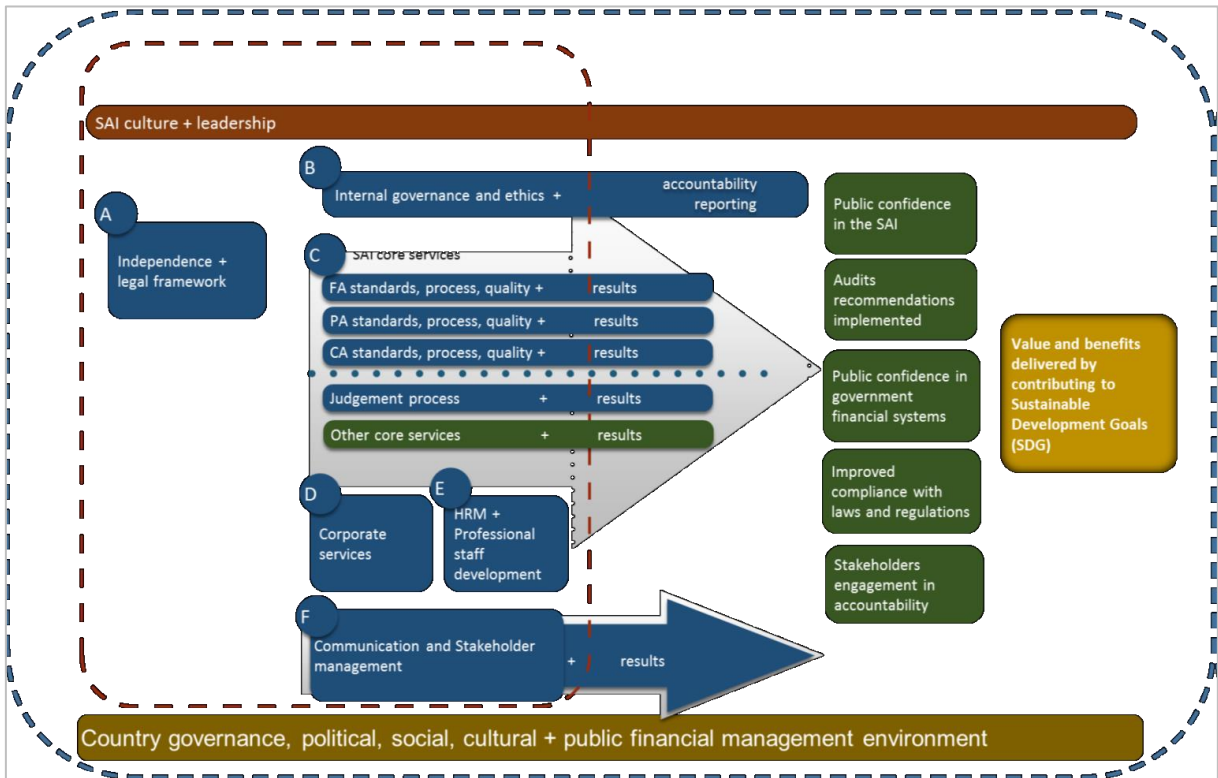 SAI culture + leadership
B
Internal governance and ethics + accountability
reporting
A
Independence +
legal framework
C
SAI core services
FA standards, process, quality + results
PA standards, process, quality + results
CA standards, process, quality + results
Judgement process + results
Other core services + results
D
Corporate
services
E
HRM +
Professional
staff
development
F
Communication and Stakeholder
management
+ results
Public confidence
in the SAI
Audits
recommendations
implemented
Public confidence in
government
financial systems
Improved
compliance with
laws and regulations
Stakeholders
engagement in
accountability
Value and benefits
delivered by
contributing to
Sustainable
Development Goals
(SDG)
Country governance, political, social, cultural + public financial management environment